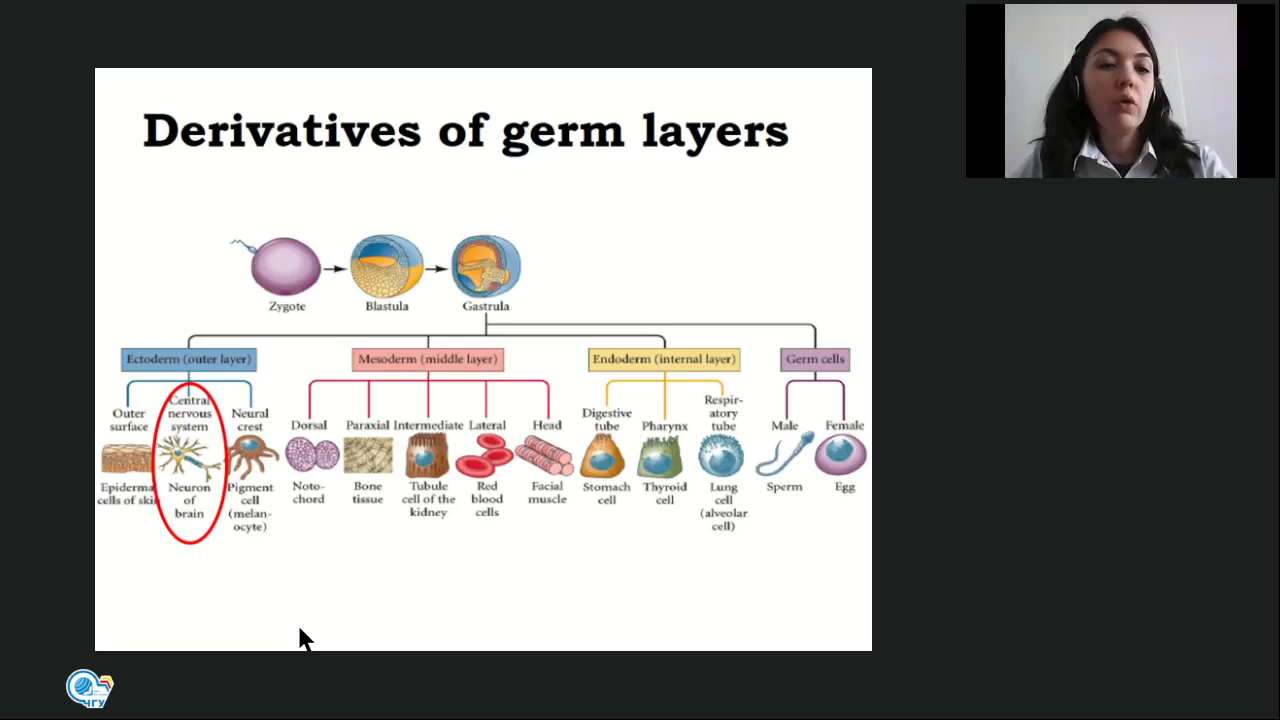 Derivatives of germ layers
Zygote
Blastula
Gastrula
Ectoderm (outer layer)
Mesoderm (middle layer)
Endoderm (internal layer)
Germ cells
Outer
surface
Central
nervous
system
Neural
crest
Dorsal
Paraxial
Intermediate
Lateral
Head
Digestive
tube
Pharynx
Respir-
atory
tube
Male
Female
Epiderma
cells of skin
Neuron
of
brain
Pigment
cell
(melan-
ocyte)
Noto-
chord
Bone
tissue
Tubule
cell of the
kidney
Red
blood
cells
Facial
muscle
Stomach
cell
Thyroid
cell
Lung
cell
(alveolar
cell)
Sperm
Egg
ЧГУ